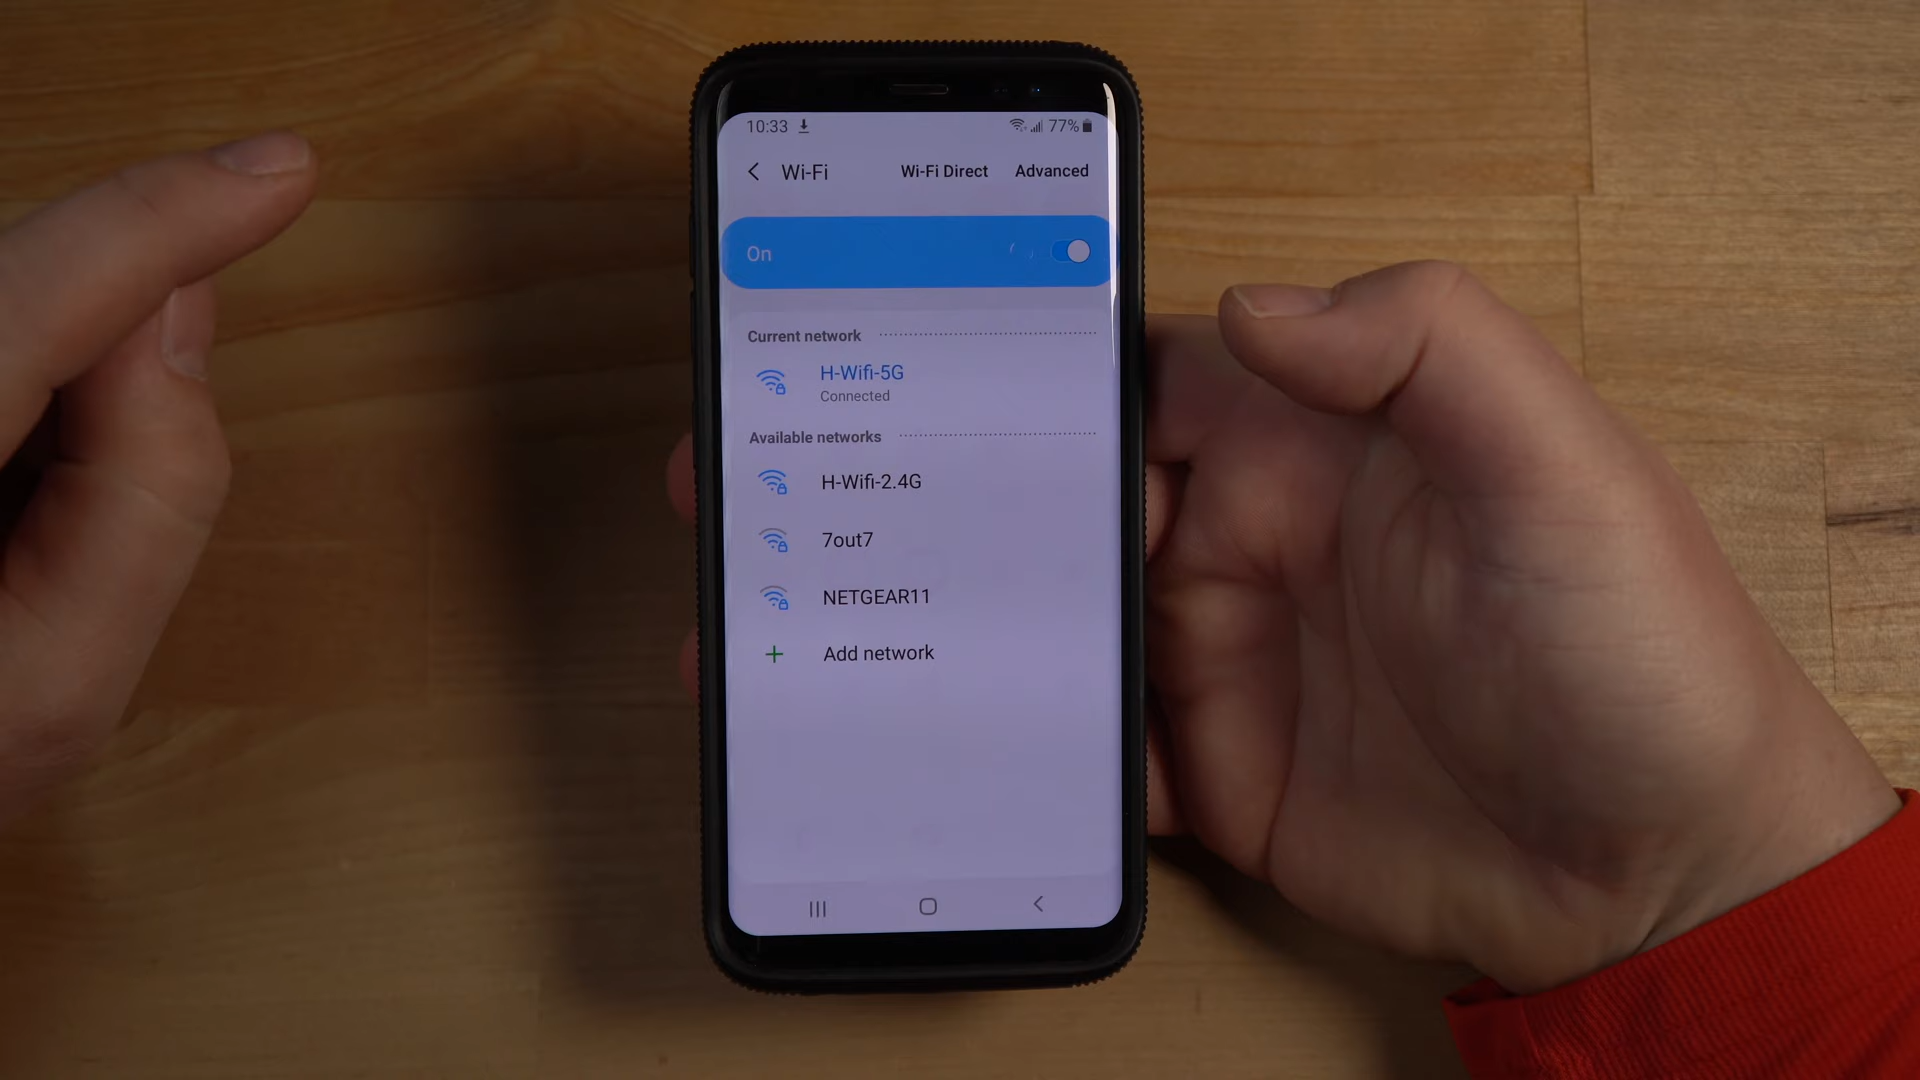 10:33 77%
Wi-Fi Wi-Fi Direct Advanced
On
Current network
H-Wifi-5G
Connected
Available networks
H-Wifi-2.4G
7out7
NETGEAR11
Add network